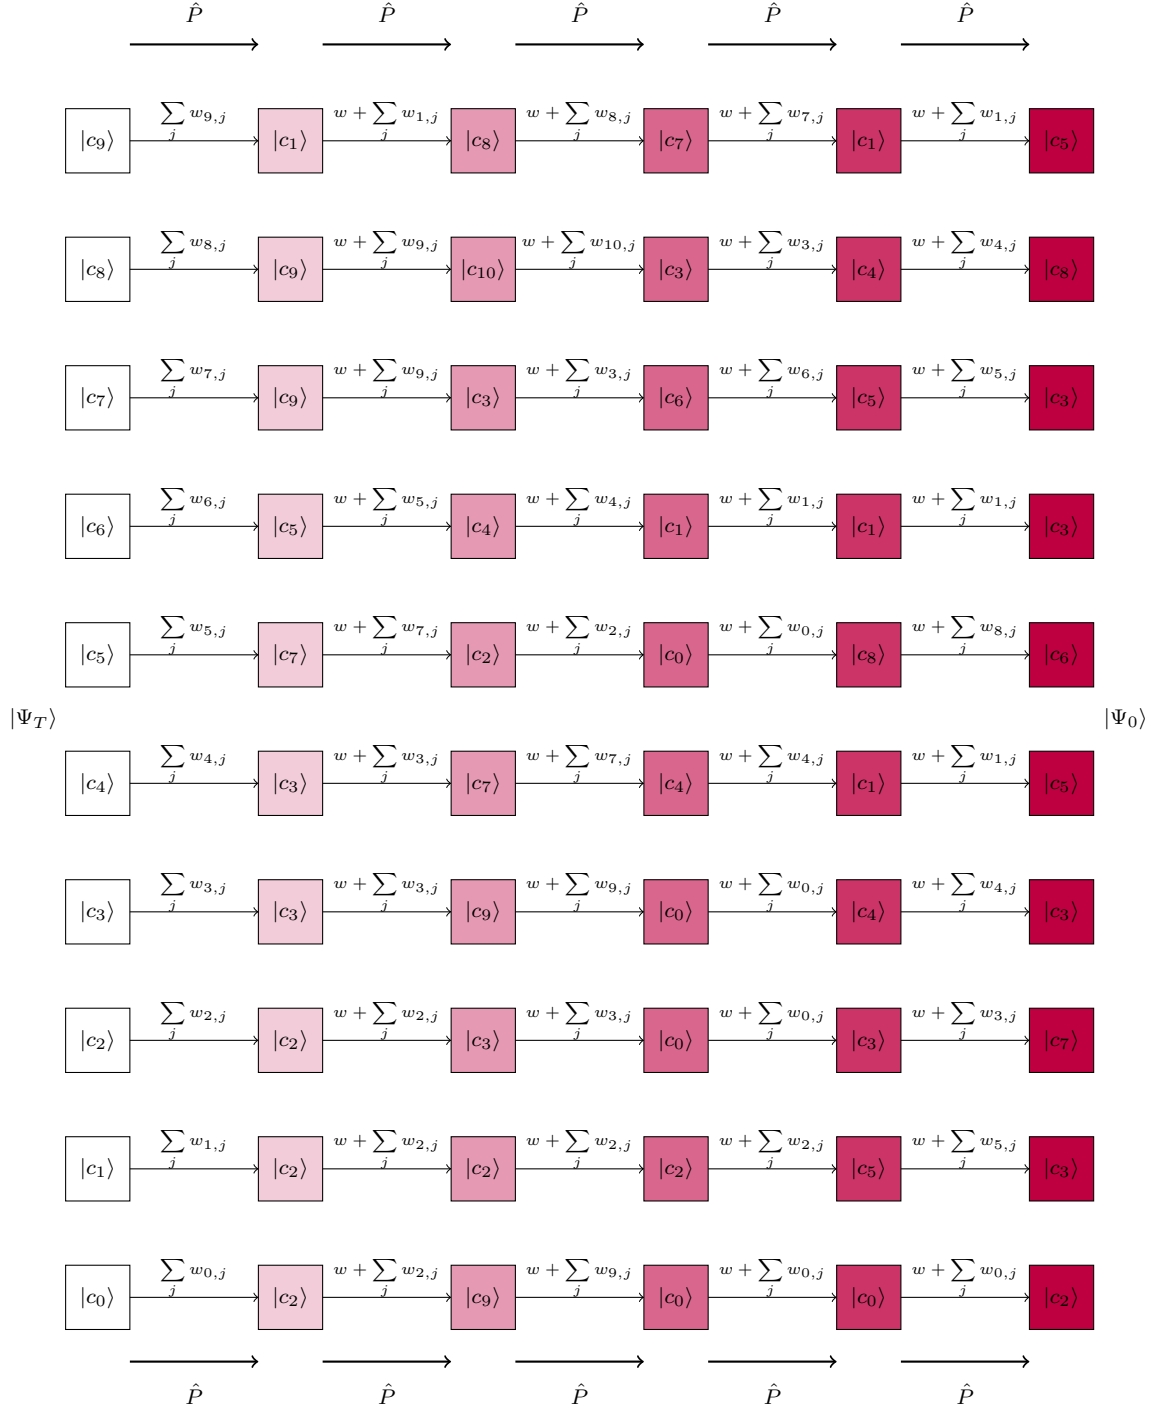 P̂ P̂ P̂ P̂ P̂
|c₉⟩ ∑ⱼ w₉,ⱼ |c₁⟩ w + ∑ⱼ w₁,ⱼ |c₈⟩ w + ∑ⱼ w₈,ⱼ |c₇⟩ w + ∑ⱼ w₇,ⱼ |c₁⟩ w + ∑ⱼ w₁,ⱼ |c₅⟩
|c₈⟩ ∑ⱼ w₈,ⱼ |c₉⟩ w + ∑ⱼ w₉,ⱼ |c₁₀⟩ w + ∑ⱼ w₁₀,ⱼ |c₃⟩ w + ∑ⱼ w₃,ⱼ |c₄⟩ w + ∑ⱼ w₄,ⱼ |c₈⟩
|c₇⟩ ∑ⱼ w₇,ⱼ |c₉⟩ w + ∑ⱼ w₉,ⱼ |c₃⟩ w + ∑ⱼ w₃,ⱼ |c₆⟩ w + ∑ⱼ w₆,ⱼ |c₅⟩ w + ∑ⱼ w₅,ⱼ |c₃⟩
|c₆⟩ ∑ⱼ w₆,ⱼ |c₅⟩ w + ∑ⱼ w₅,ⱼ |c₄⟩ w + ∑ⱼ w₄,ⱼ |c₁⟩ w + ∑ⱼ w₁,ⱼ |c₁⟩ w + ∑ⱼ w₁,ⱼ |c₃⟩
|c₅⟩ ∑ⱼ w₅,ⱼ |c₇⟩ w + ∑ⱼ w₇,ⱼ |c₂⟩ w + ∑ⱼ w₂,ⱼ |c₀⟩ w + ∑ⱼ w₀,ⱼ |c₈⟩ w + ∑ⱼ w₈,ⱼ |c₆⟩
|Ψ_T⟩ |Ψ₀⟩
|c₄⟩ ∑ⱼ w₄,ⱼ |c₃⟩ w + ∑ⱼ w₃,ⱼ |c₇⟩ w + ∑ⱼ w₇,ⱼ |c₄⟩ w + ∑ⱼ w₄,ⱼ |c₁⟩ w + ∑ⱼ w₁,ⱼ |c₅⟩
|c₃⟩ ∑ⱼ w₃,ⱼ |c₃⟩ w + ∑ⱼ w₃,ⱼ |c₉⟩ w + ∑ⱼ w₉,ⱼ |c₀⟩ w + ∑ⱼ w₀,ⱼ |c₄⟩ w + ∑ⱼ w₄,ⱼ |c₃⟩
|c₂⟩ ∑ⱼ w₂,ⱼ |c₂⟩ w + ∑ⱼ w₂,ⱼ |c₃⟩ w + ∑ⱼ w₃,ⱼ |c₀⟩ w + ∑ⱼ w₀,ⱼ |c₃⟩ w + ∑ⱼ w₃,ⱼ |c₇⟩
|c₁⟩ ∑ⱼ w₁,ⱼ |c₂⟩ w + ∑ⱼ w₂,ⱼ |c₂⟩ w + ∑ⱼ w₂,ⱼ |c₂⟩ w + ∑ⱼ w₂,ⱼ |c₅⟩ w + ∑ⱼ w₅,ⱼ |c₃⟩
|c₀⟩ ∑ⱼ w₀,ⱼ |c₂⟩ w + ∑ⱼ w₂,ⱼ |c₉⟩ w + ∑ⱼ w₉,ⱼ |c₀⟩ w + ∑ⱼ w₀,ⱼ |c₀⟩ w + ∑ⱼ w₀,ⱼ |c₂⟩
P̂ P̂ P̂ P̂ P̂